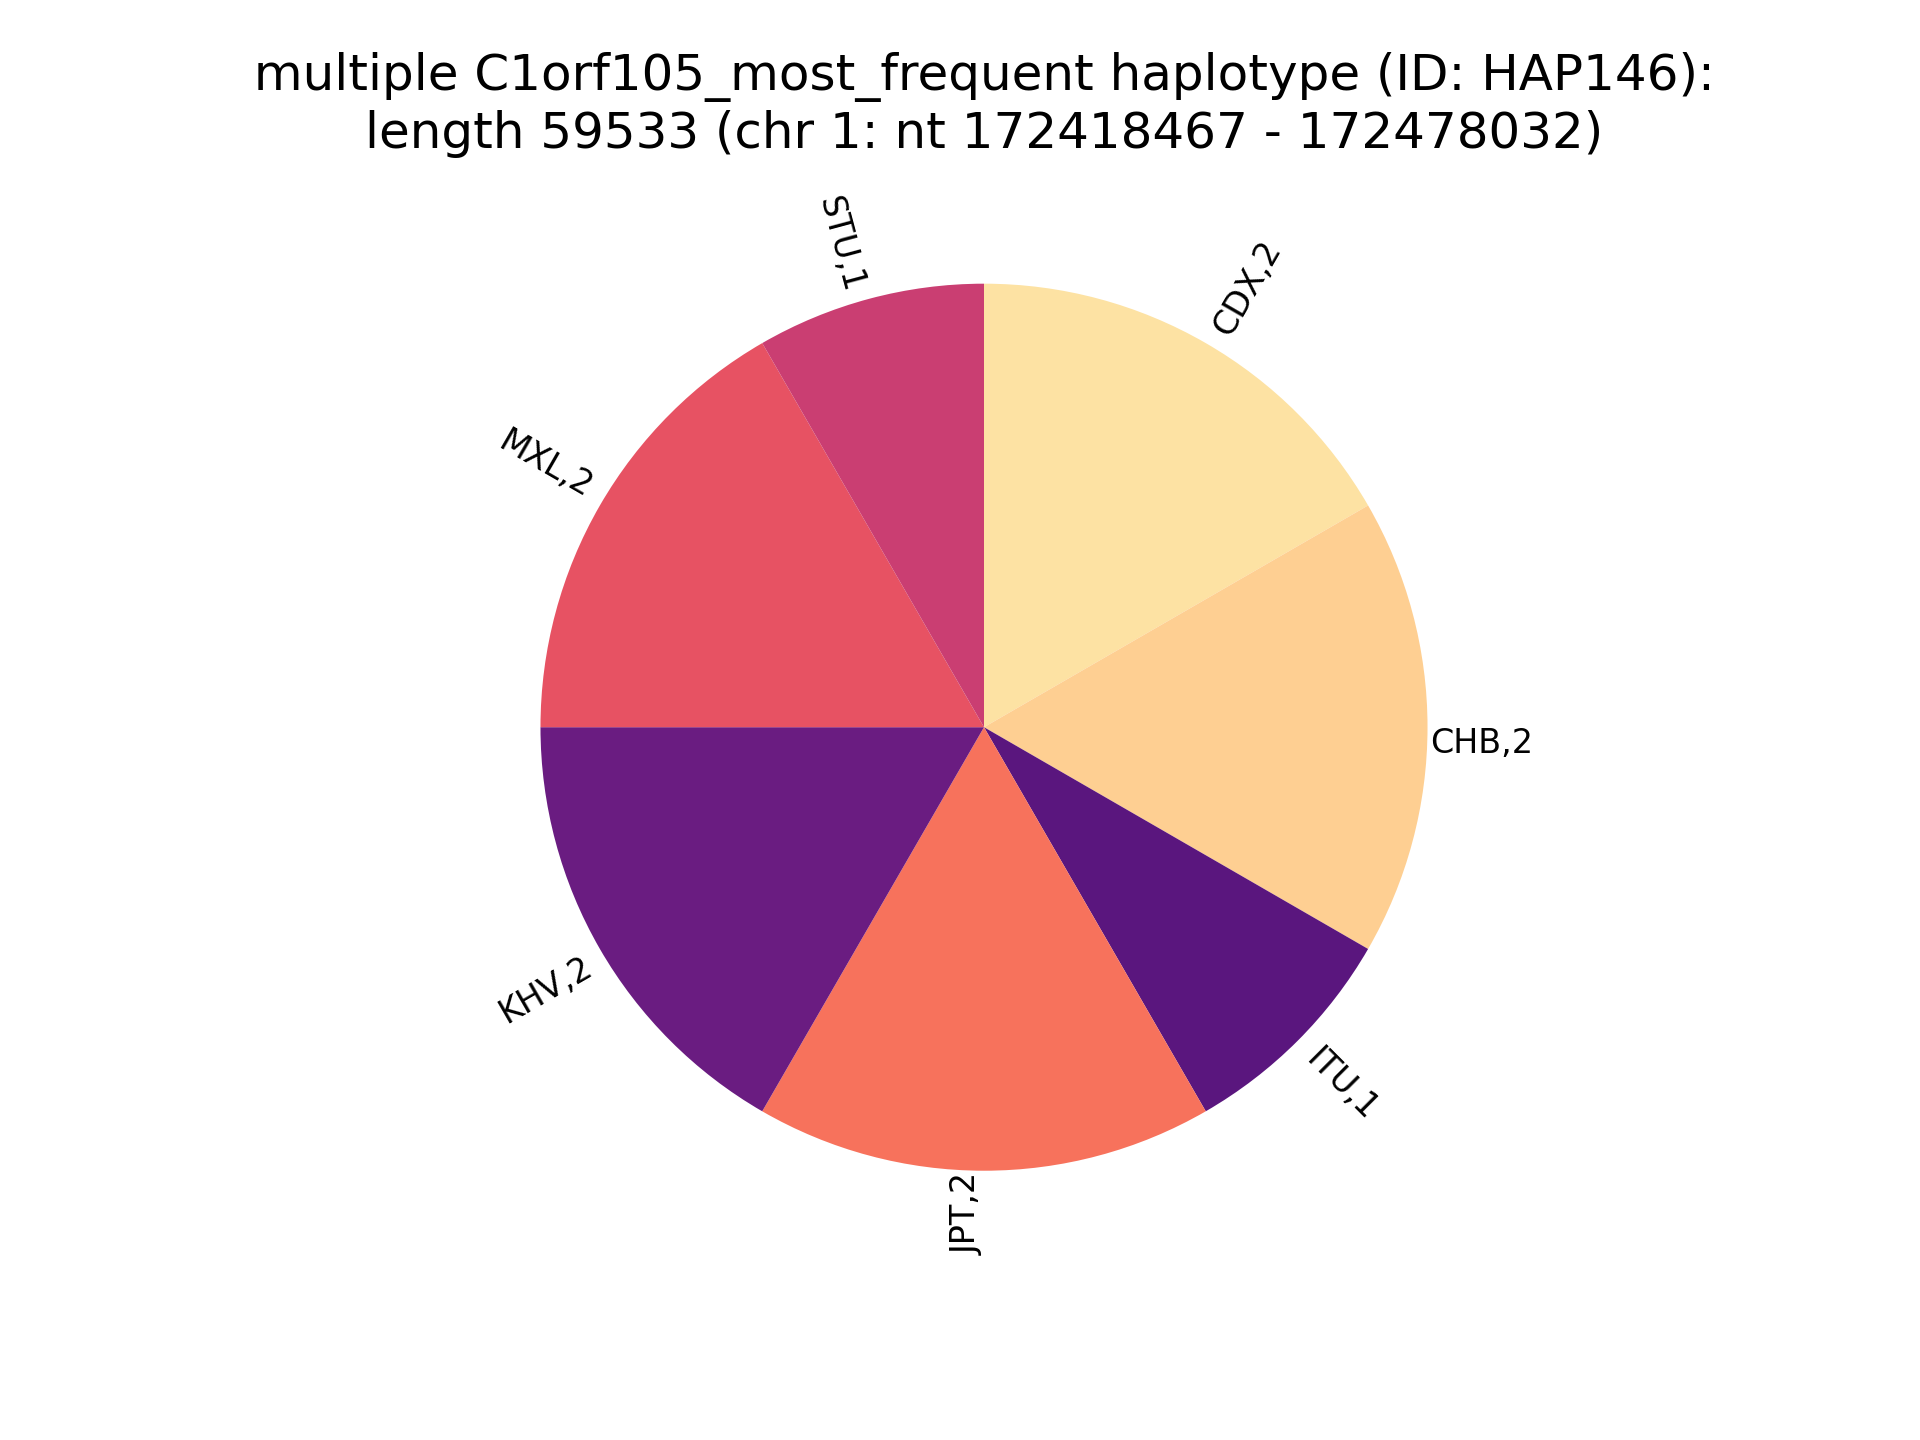 multiple C1orf105_most_frequent haplotype (ID: HAP146):
length 59533 (chr 1: nt 172418467 - 172478032)
STU,1
CDX,2
MXL,2
CHB,2
KHV,2
ITU,1
JPT,2